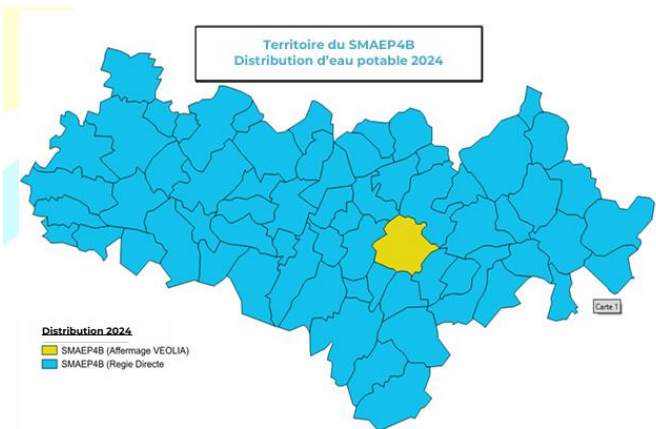 Territoire du SMAEP4B
Distribution d'eau potable 2024
Carte 1
Distribution 2024
SMAEP4B (Affermage VEOLIA)
SMAEP4B (Regie Directe